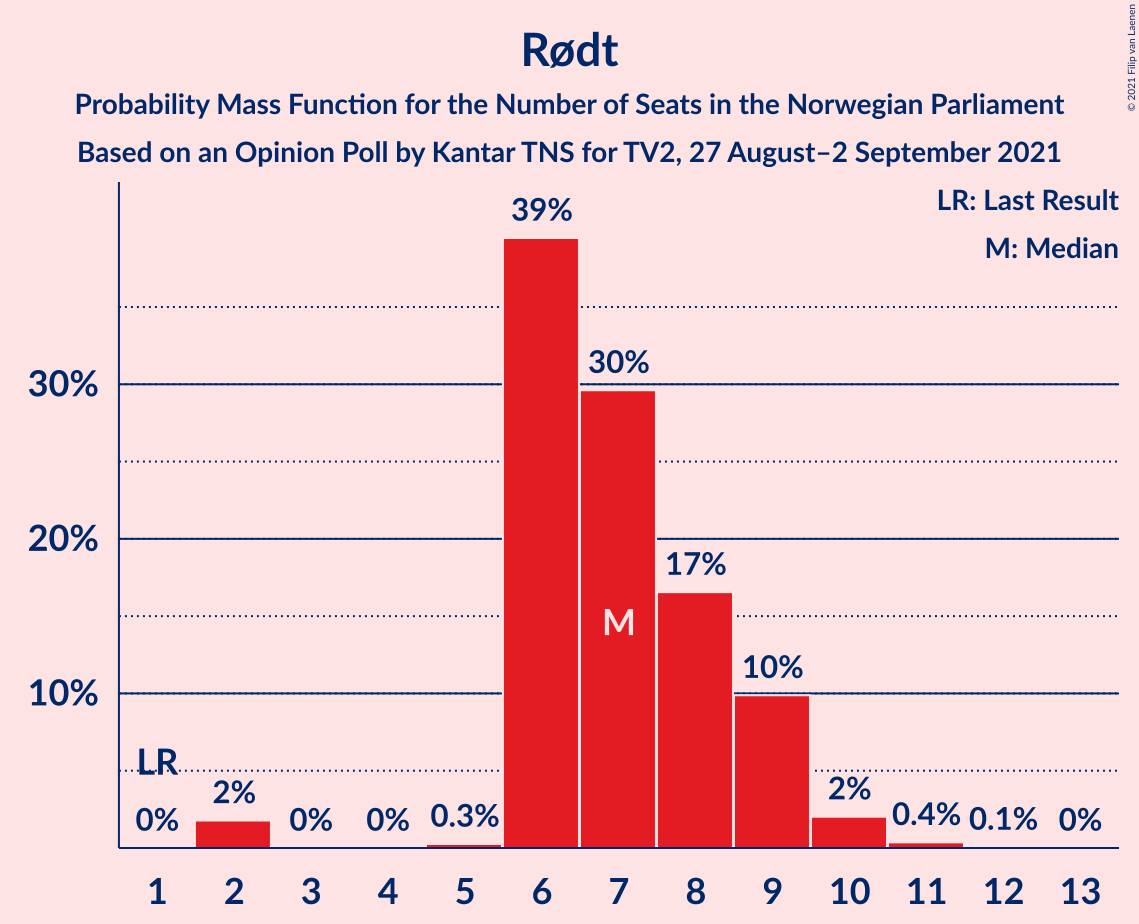 Rødt
Probability Mass Function for the Number of Seats in the Norwegian Parliament
Based on an Opinion Poll by Kantar TNS for TV2, 27 August–2 September 2021
© 2021 Filip van Laenen
LR: Last Result
M: Median
39%
30%
30%
20%
17%
M
10%
10%
LR
0%
2%
0%
0%
0.3%
2%
0.4%
0.1%
0%
1 2 3 4 5 6 7 8 9 10 11 12 13